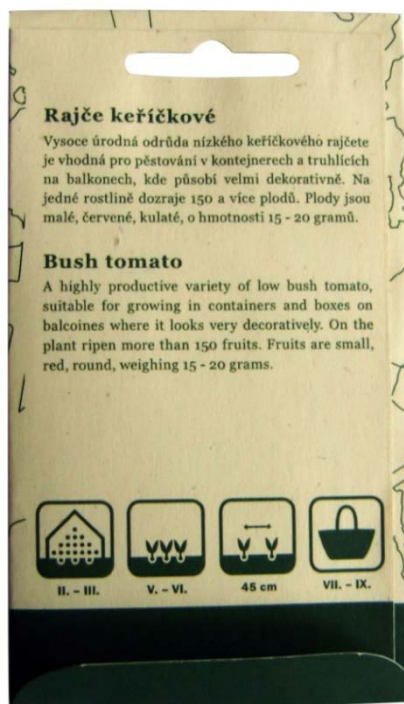 Rajče keříčkové
Vysoce úrodná odrůda nízkého keříčkového rajčete
je vhodná pro pěstování v kontejnerech a truhlících
na balkonech, kde působí velmi dekorativně. Na
jedné rostlině dozraje 150 a více plodů. Plody jsou
malé, červené, kulaté, o hmotnosti 15 - 20 gramů.
Bush tomato
A highly productive variety of low bush tomato,
suitable for growing in containers and boxes on
balcoines where it looks very decoratively. On the
plant ripen more than 150 fruits. Fruits are small,
red, round, weighing 15 - 20 grams.
II. - III. V. - VI. 45 cm VII. - IX.